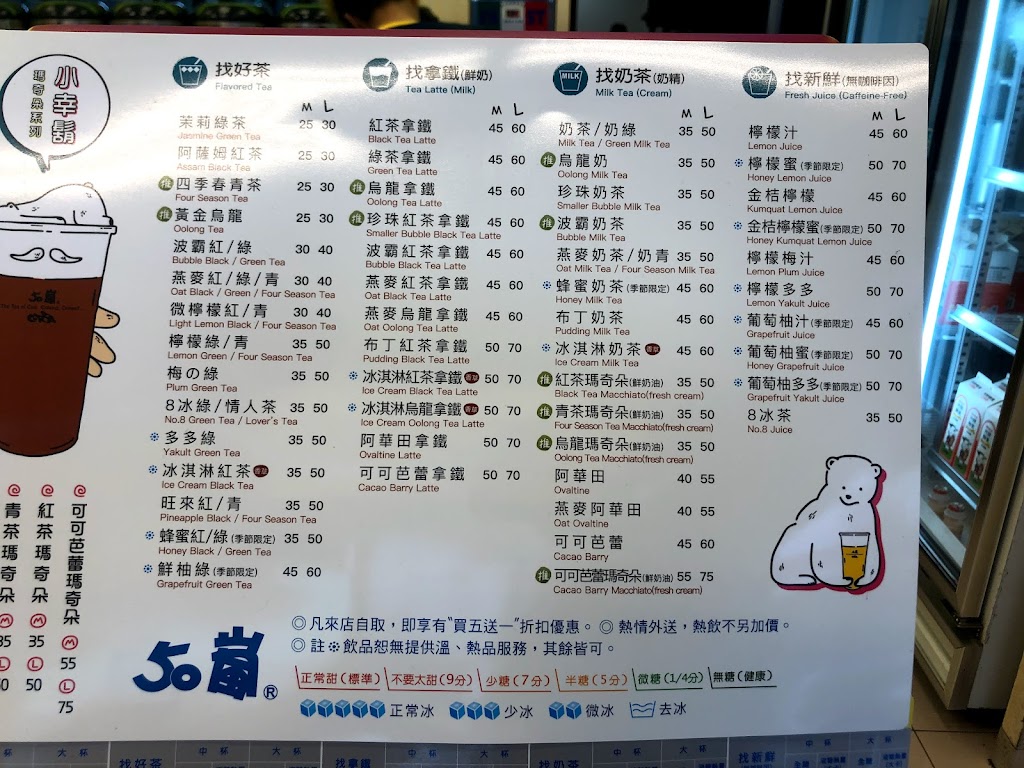 小幸鬍
瑪奇朵系列
50嵐
找好茶
Flavored Tea
M L
茉莉綠茶 25 30
Jasmine Green Tea
阿薩姆紅茶 25 30
Assam Black Tea
推 四季春青茶 25 30
Four Season Tea
推 黃金烏龍 25 30
Oolong Tea
波霸紅/綠 30 40
Bubble Black / Green Tea
燕麥紅/綠/青 30 40
Oat Black / Green / Four Season Tea
微檸檬紅/青 30 40
Light Lemon Black / Four Season Tea
檸檬綠/青 35 50
Lemon Green / Four Season Tea
梅の綠 35 50
Plum Green Tea
8冰綠/情人茶 35 50
No.8 Green Tea / Lover's Tea
❊多多綠 35 50
Yakult Green Tea
❊冰淇淋紅茶 35 50
Ice Cream Black Tea
旺來紅/青 35 50
Pineapple Black / Four Season Tea
❊蜂蜜紅/綠(季節限定) 35 50
Honey Black / Green Tea
❊鮮柚綠(季節限定) 45 60
Grapefruit Green Tea
找拿鐵(鮮奶)
Tea Latte (Milk)
M L
紅茶拿鐵 45 60
Black Tea Latte
綠茶拿鐵 45 60
Green Tea Latte
推 烏龍拿鐵 45 60
Oolong Tea Latte
推 珍珠紅茶拿鐵 45 60
Smaller Bubble Black Tea Latte
波霸紅茶拿鐵 45 60
Bubble Black Tea Latte
燕麥紅茶拿鐵 45 60
Oat Black Tea Latte
燕麥烏龍拿鐵 45 60
Oat Oolong Tea Latte
布丁紅茶拿鐵 50 70
Pudding Black Tea Latte
❊冰淇淋紅茶拿鐵 50 70
Ice Cream Black Tea Latte
❊冰淇淋烏龍拿鐵 50 70
Ice Cream Oolong Tea Latte
阿華田拿鐵 50 70
Ovaltine Latte
可可芭蕾拿鐵 50 70
Cacao Barry Latte
MILK
找奶茶(奶精)
Milk Tea (Cream)
M L
奶茶/奶綠 35 50
Milk Tea / Green Milk Tea
推 烏龍奶 35 50
Oolong Milk Tea
珍珠奶茶 35 50
Smaller Bubble Milk Tea
推 波霸奶茶 35 50
Bubble Milk Tea
燕麥奶茶/奶青 35 50
Oat Milk Tea / Four Season Milk Tea
❊蜂蜜奶茶(季節限定) 45 60
Honey Milk Tea
布丁奶茶 45 60
Pudding Milk Tea
❊冰淇淋奶茶 45 60
Ice Cream Milk Tea
推 紅茶瑪奇朵(鮮奶油) 35 50
Black Tea Macchiato(fresh cream)
推 青茶瑪奇朵(鮮奶油) 35 50
Four Season Tea Macchiato(fresh cream)
推 烏龍瑪奇朵(鮮奶油) 35 50
Oolong Tea Macchiato(fresh cream)
阿華田 40 55
Ovaltine
燕麥阿華田 40 55
Oat Ovaltine
可可芭蕾 45 60
Cacao Barry
推 可可芭蕾瑪奇朵(鮮奶油) 55 75
Cacao Barry Macchiato(fresh cream)
找新鮮(無咖啡因)
Fresh Juice (Caffeine-Free)
M L
檸檬汁 45 60
Lemon Juice
❊檸檬蜜(季節限定) 50 70
Honey Lemon Juice
金桔檸檬 45 60
Kumquat Lemon Juice
❊金桔檸檬蜜(季節限定) 50 70
Honey Kumquat Lemon Juice
檸檬梅汁 45 60
Lemon Plum Juice
❊檸檬多多 50 70
Lemon Yakult Juice
❊葡萄柚汁(季節限定) 45 60
Grapefruit Juice
❊葡萄柚蜜(季節限定) 50 70
Honey Grapefruit Juice
❊葡萄柚多多(季節限定) 50 70
Grapefruit Yakult Juice
8冰茶 35 50
No.8 Juice
可可芭蕾瑪奇朵 M 55 L 75
紅茶瑪奇朵 M 35 L 50
青茶瑪奇朵 M 35 L
50嵐®
◎凡來店自取，即享有"買五送一"折扣優惠。◎熱情外送，熱飲不另加價。
◎註❊飲品恕無提供溫、熱品服務，其餘皆可。
正常甜(標準) 不要太甜(9分) 少糖(7分) 半糖(5分) 微糖(1/4分) 無糖(健康)
正常冰 少冰 微冰 去冰
中杯 大杯 中杯 大杯 中杯 大杯
找好茶 找拿鐵 找奶茶 找新鮮